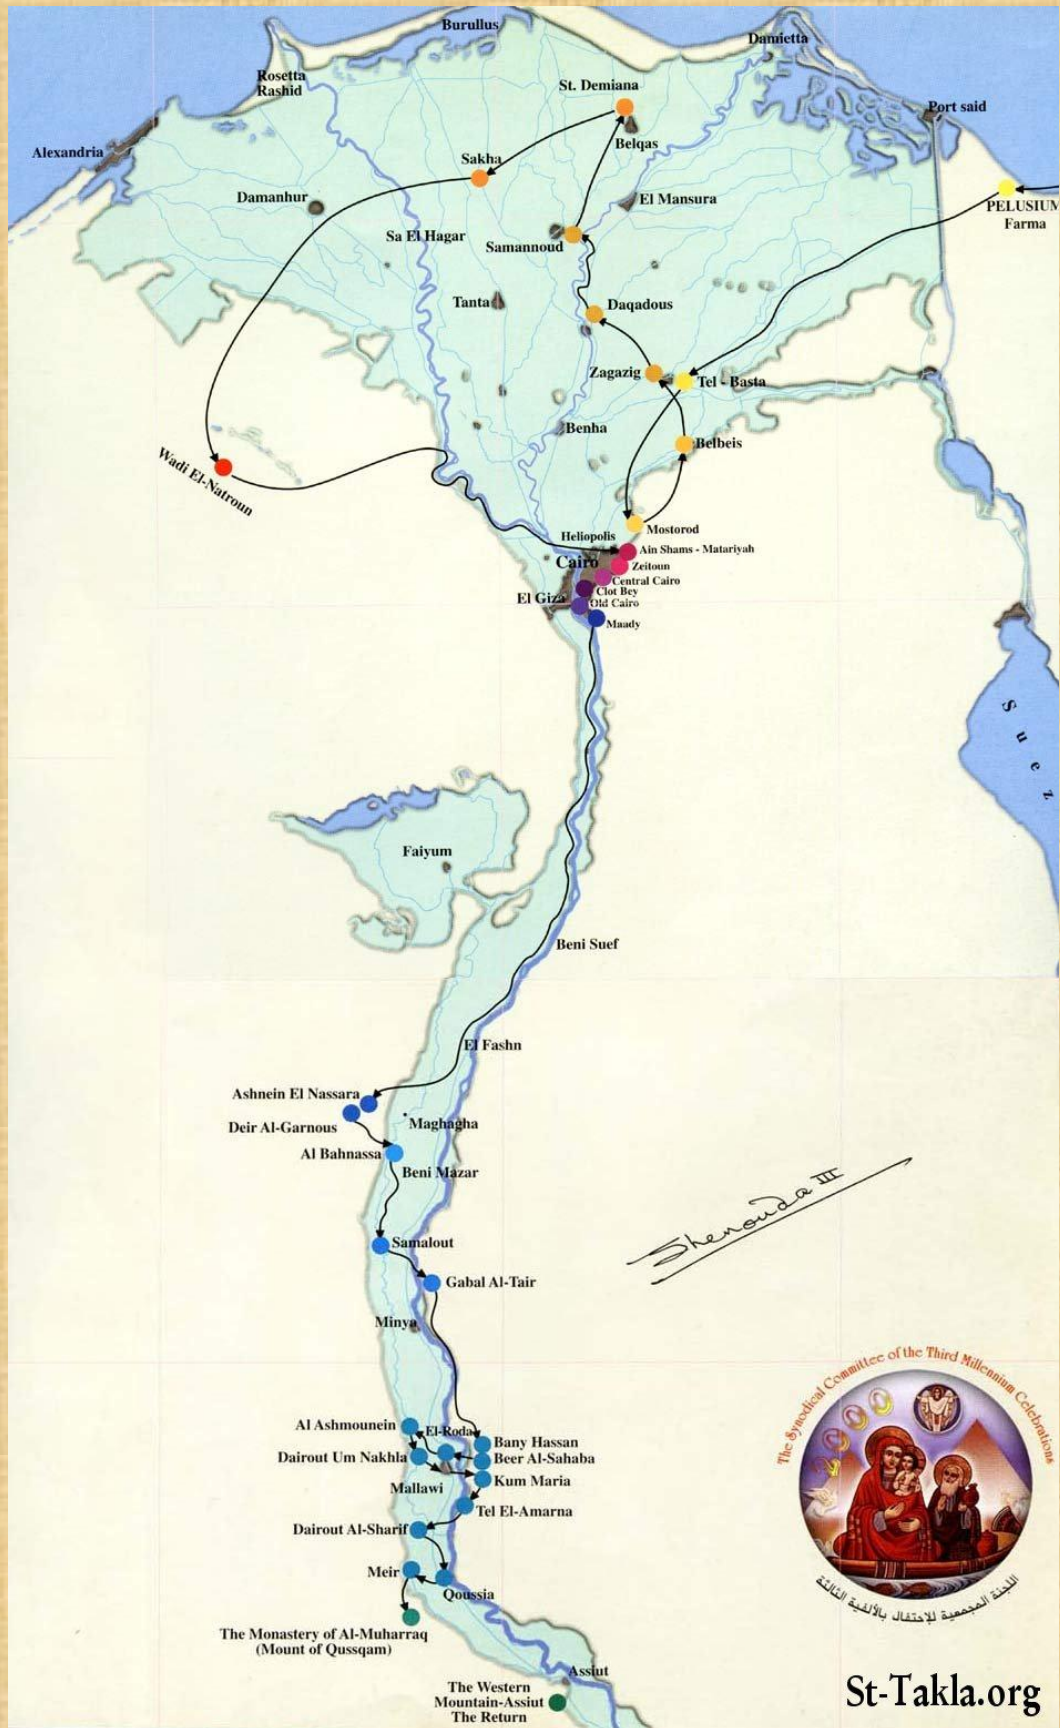 Burullus
Damietta
Rosetta
Rashid
St. Demiana
Port said
Alexandria
Belqas
Sakha
Damanhur
El Mansura
PELUSIUM
Farma
Sa El Hagar
Samannoud
Tanta
Daqadous
Zagazig
Tel - Basta
Benha
Belbeis
Wadi El-Natroun
Mostorod
Heliopolis
Ain Shams - Matariyah
Cairo
Zeitoun
Central Cairo
Clot Bey
El Giza
Old Cairo
Maady
Suez
Faiyum
Beni Suef
El Fashn
Ashnein El Nassara
Maghagha
Deir Al-Garnous
Al Bahnassa
Beni Mazar
Shenouda III
Samalout
Gabal Al-Tair
Minya
The Synodical Committee of the Third Millennium Celebrations
2000
Al Ashmounein
El-Roda
Bany Hassan
Dairout Um Nakhla
Beer Al-Sahaba
Kum Maria
Mallawi
Tel El-Amarna
Dairout Al-Sharif
Meir
Qoussia
اللجنة المجمعية للإحتفال بالألفية الثالثة
The Monastery of Al-Muharraq
(Mount of Qussqam)
Assiut
The Western
Mountain-Assiut
The Return
St-Takla.org